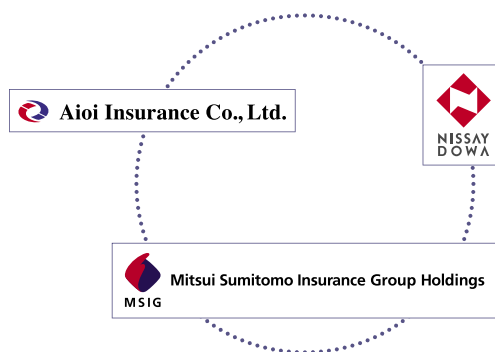 Aioi Insurance Co., Ltd.
NISSAY
DOWA
MSIG
Mitsui Sumitomo Insurance Group Holdings